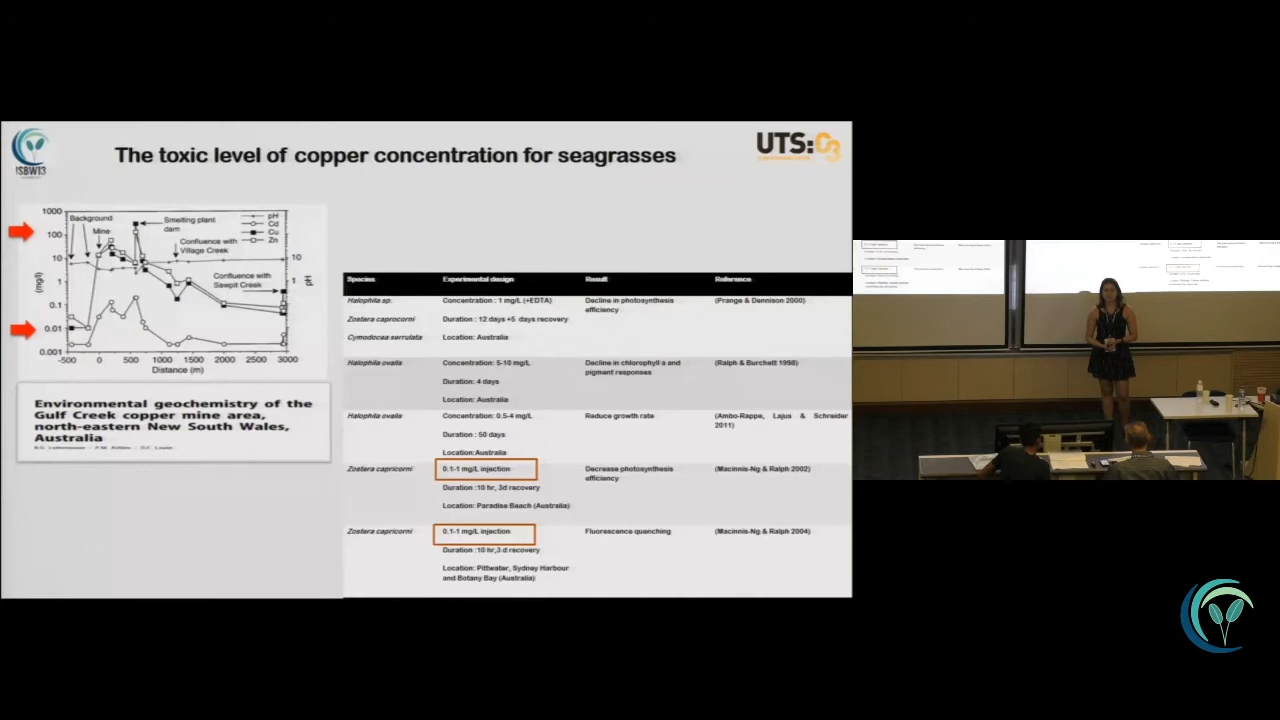 ISBW13
The toxic level of copper concentration for seagrasses
UTS:
1000
100
10
1
0.1
0.01
0.001
(mg/l)
Background
Mine
Smelting plant
dam
Confluence with
Village Creek
Confluence with
Sawpit Creek
pH
Cd
Cu
Zn
10
1
pH
-500 0 500 1000 1500 2000 2500 3000
Distance (m)
Environmental geochemistry of the
Gulf Creek copper mine area,
north-eastern New South Wales,
Australia
Species Experimental design Result Reference
Halophila sp. Concentration : 1 mg/L (+EDTA) Decline in photosynthesis (Prange & Dennison 2000)
efficiency
Zostera caprocorni Duration : 12 days +5 days recovery
Cymodocea serrulata Location: Australia
Halophila ovalis Concentration: 5-10 mg/L Decline in chlorophyll a and (Ralph & Burchett 1998)
pigment responses
Duration: 4 days
Location: Australia
Halophila ovalis Concentration: 0.5-4 mg/L Reduce growth rate (Ambo-Rappe, Lajus & Schreider
2011)
Duration : 50 days
Location:Australia
Zostera capricorni 0.1-1 mg/L injection Decrease photosynthesis (Macinnis-Ng & Ralph 2002)
efficiency
Duration :10 hr, 3d recovery
Location: Paradise Beach (Australia)
Zostera capricorni 0.1-1 mg/L injection Fluorescence quenching (Macinnis-Ng & Ralph 2004)
Duration :10 hr,3 d recovery
Location: Pittwater, Sydney Harbour
and Botany Bay (Australia)